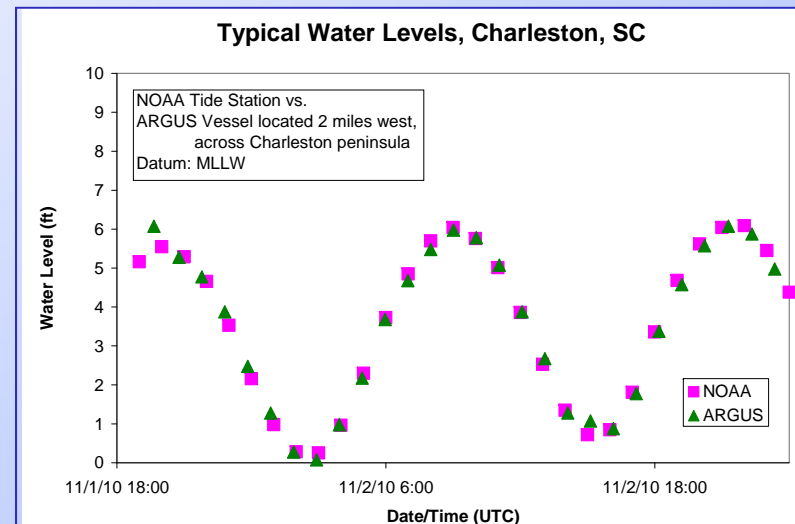 Typical Water Levels, Charleston, SC
10
9
8
7
6
5
4
3
2
1
0
Water Level (ft)
NOAA Tide Station vs.
ARGUS Vessel located 2 miles west,
across Charleston peninsula
Datum: MLLW
NOAA
ARGUS
11/1/10 18:00 11/2/10 6:00 11/2/10 18:00
Date/Time (UTC)